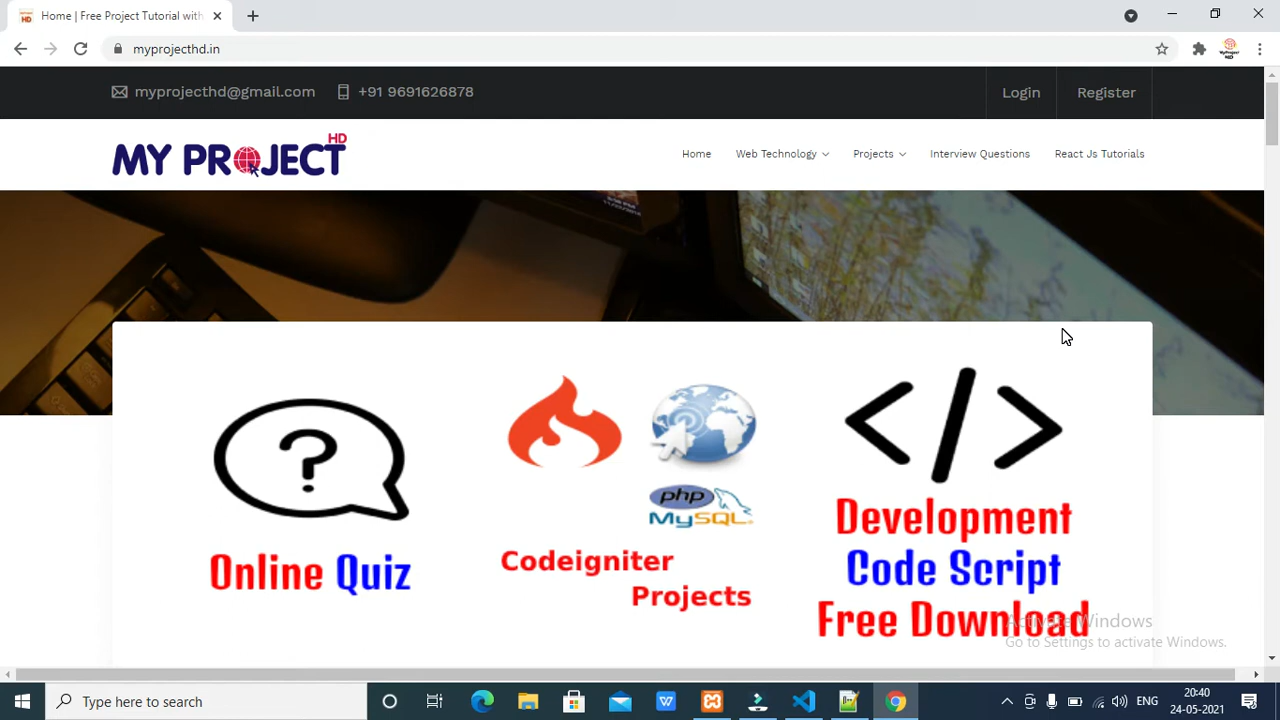 Home | Free Project Tutorial with
myprojecthd.in
myprojecthd@gmail.com +91 9691626878 Login Register
MY PROJECT HD
Home Web Technology Projects Interview Questions React Js Tutorials
Online Quiz
php
MySQL
Codeigniter
Projects
</>
Development
Code Script
Free Download
Activate Windows
Go to Settings to activate Windows.
Type here to search
ENG
20:40
24-05-2021